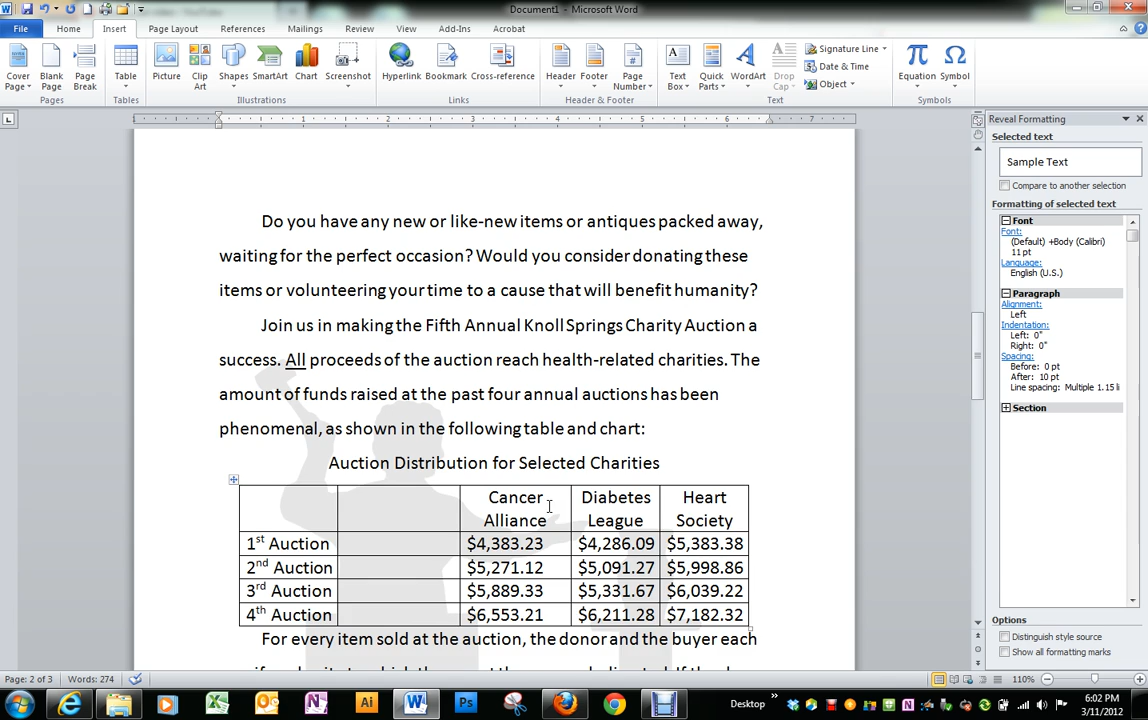 Document1 - Microsoft Word
File Home Insert Page Layout References Mailings Review View Add-Ins Acrobat
Cover Page Blank Page Page Break Table Picture Clip Art Shapes SmartArt Chart Screenshot Hyperlink Bookmark Cross-reference Header Footer Page Number Text Box Quick Parts WordArt Drop Cap Signature Line Date & Time Object Equation Symbol
Pages Tables Illustrations Links Header & Footer Text Symbols
1 1 2 3 4 5 6 7
Do you have any new or like-new items or antiques packed away,
waiting for the perfect occasion? Would you consider donating these
items or volunteering your time to a cause that will benefit humanity?
Join us in making the Fifth Annual Knoll Springs Charity Auction a
success. All proceeds of the auction reach health-related charities. The
amount of funds raised at the past four annual auctions has been
phenomenal, as shown in the following table and chart:
Auction Distribution for Selected Charities
Cancer Alliance Diabetes League Heart Society
1st Auction $4,383.23 $4,286.09 $5,383.38
2nd Auction $5,271.12 $5,091.27 $5,998.86
3rd Auction $5,889.33 $5,331.67 $6,039.22
4th Auction $6,553.21 $6,211.28 $7,182.32
For every item sold at the auction, the donor and the buyer each
Reveal Formatting
Selected text
Sample Text
Compare to another selection
Formatting of selected text
Font
Font:
(Default) +Body (Calibri)
11 pt
Language:
English (U.S.)
Paragraph
Alignment:
Left
Indentation:
Left: 0"
Right: 0"
Spacing:
Before: 0 pt
After: 10 pt
Line spacing: Multiple 1.15 li
Section
Options
Distinguish style source
Show all formatting marks
Page: 2 of 3 Words: 274 110%
Desktop 6:02 PM
3/11/2012